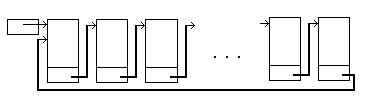 . . .